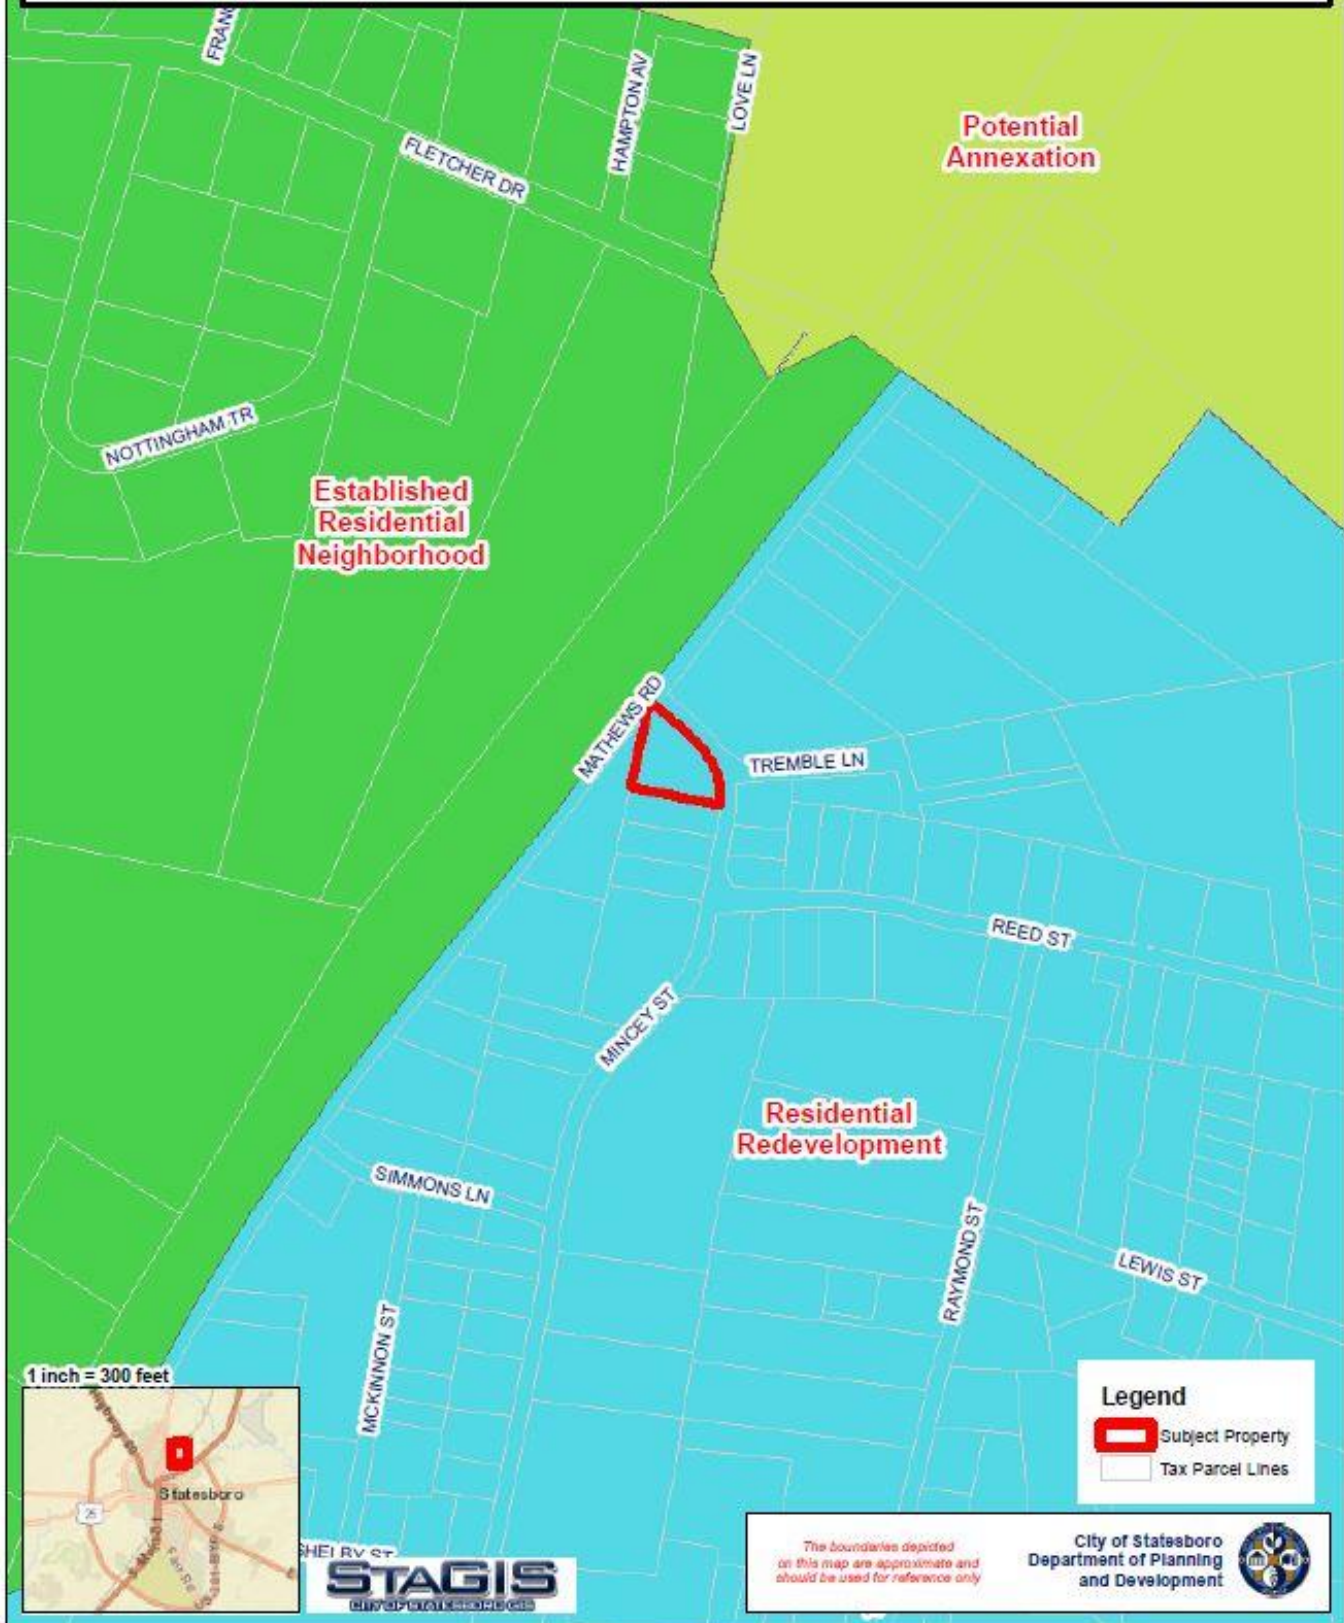 FRANC
HAMPTON AV
LOVE LN
Potential
Annexation
FLETCHER DR
NOTTINGHAM TR
Established
Residential
Neighborhood
MATHEWS RD
TREMBLE LN
REED ST
MINCEY ST
Residential
Redevelopment
SIMMONS LN
RAYMOND ST
LEWIS ST
MCKINNON ST
1 inch = 300 feet
Statesboro
25
SHELBY ST
STAGIS
CITY OF STATESBORO GIS
Legend
Subject Property
Tax Parcel Lines
The boundaries depicted
on this map are approximate and
should be used for reference only
City of Statesboro
Department of Planning
and Development